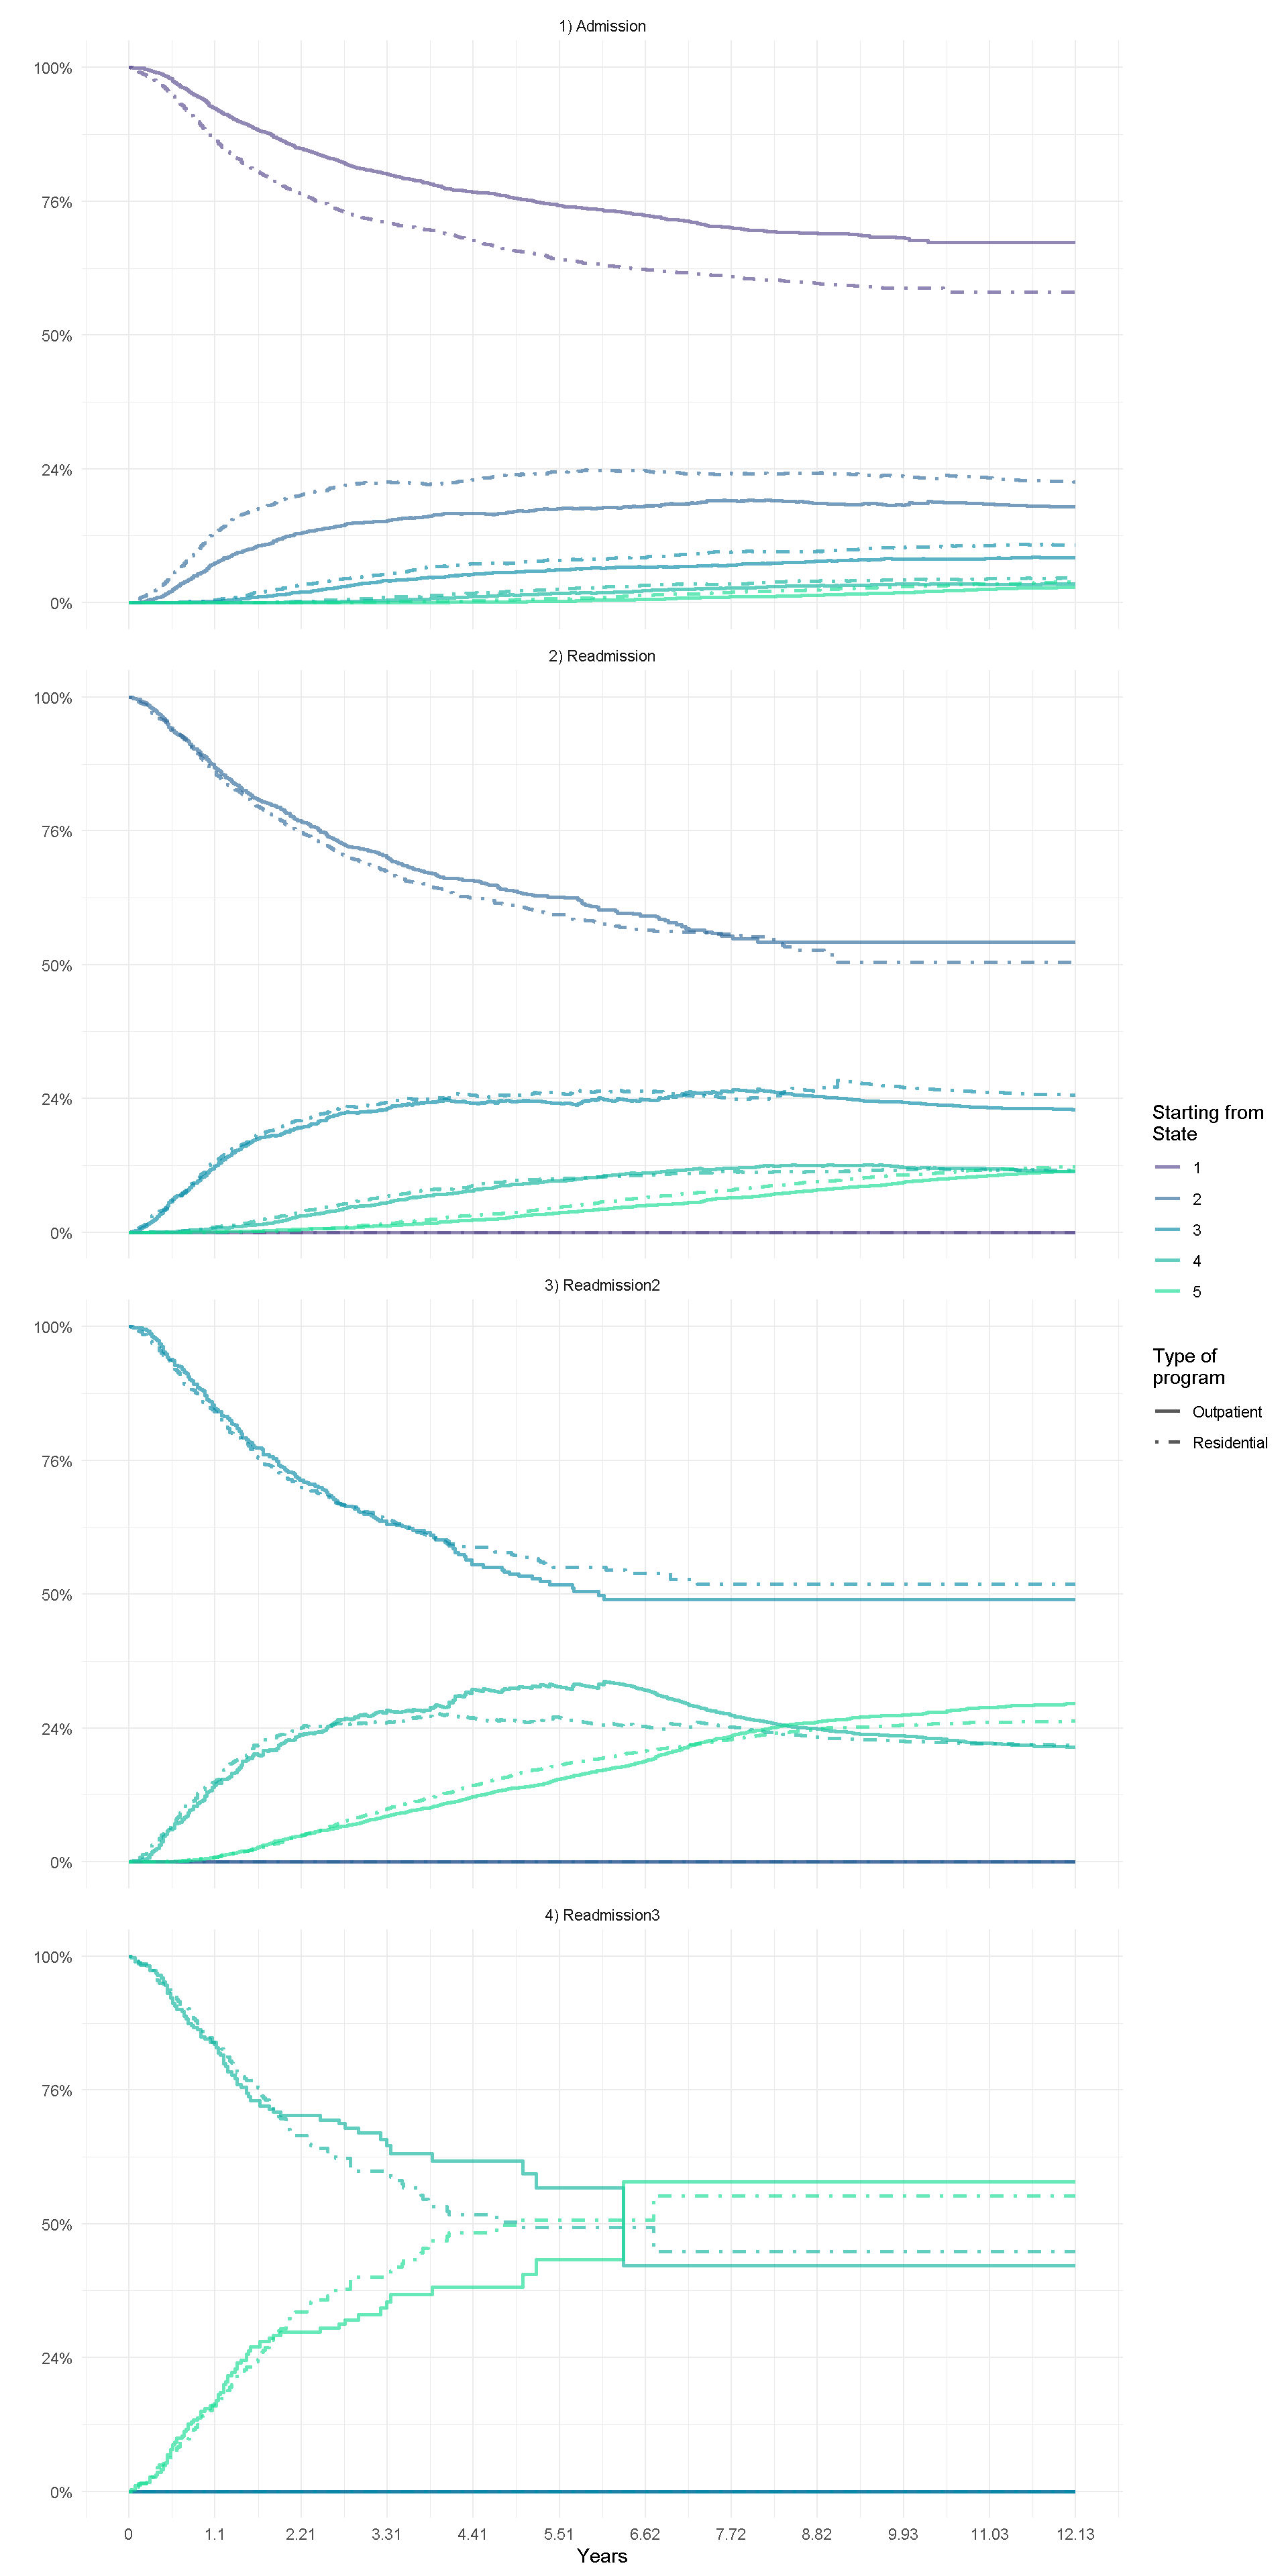 1) Admission
100%
76%
50%
24%
0%
2) Readmission
100%
76%
50%
24%
0%
Starting from
State
1
2
3
4
5
3) Readmission2
Type of
program
Outpatient
Residential
100%
76%
50%
24%
0%
4) Readmission3
100%
76%
50%
24%
0%
0 1.1 2.21 3.31 4.41 5.51 6.62 7.72 8.82 9.93 11.03 12.13
Years